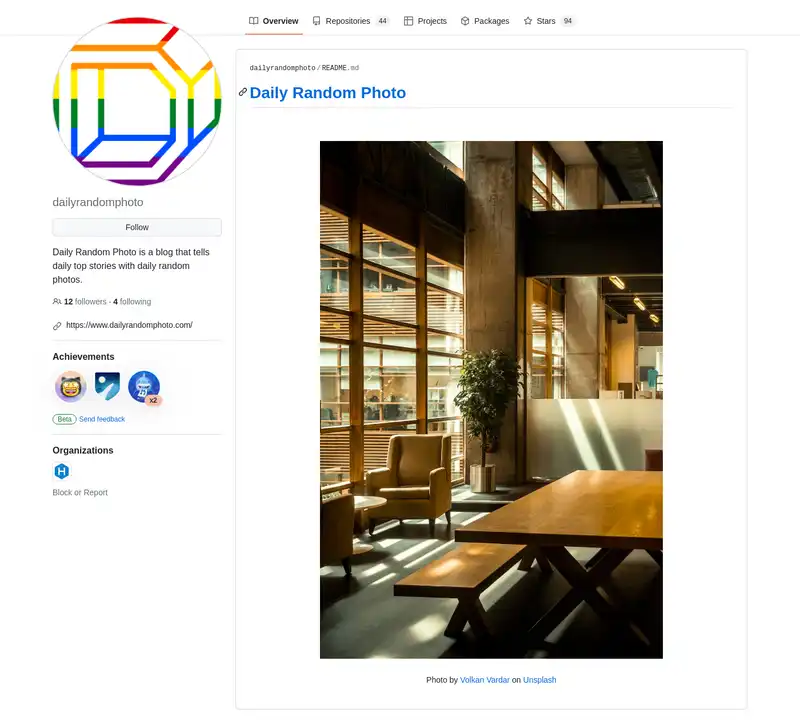 Overview
Repositories 44
Projects
Packages
Stars 94
dailyrandomphoto
Follow
Daily Random Photo is a blog that tells
daily top stories with daily random
photos.
12 followers · 4 following
https://www.dailyrandomphoto.com/
Achievements
x2
Beta Send feedback
Organizations
H
Block or Report
dailyrandomphoto / README.md
Daily Random Photo
Photo by Volkan Vardar on Unsplash